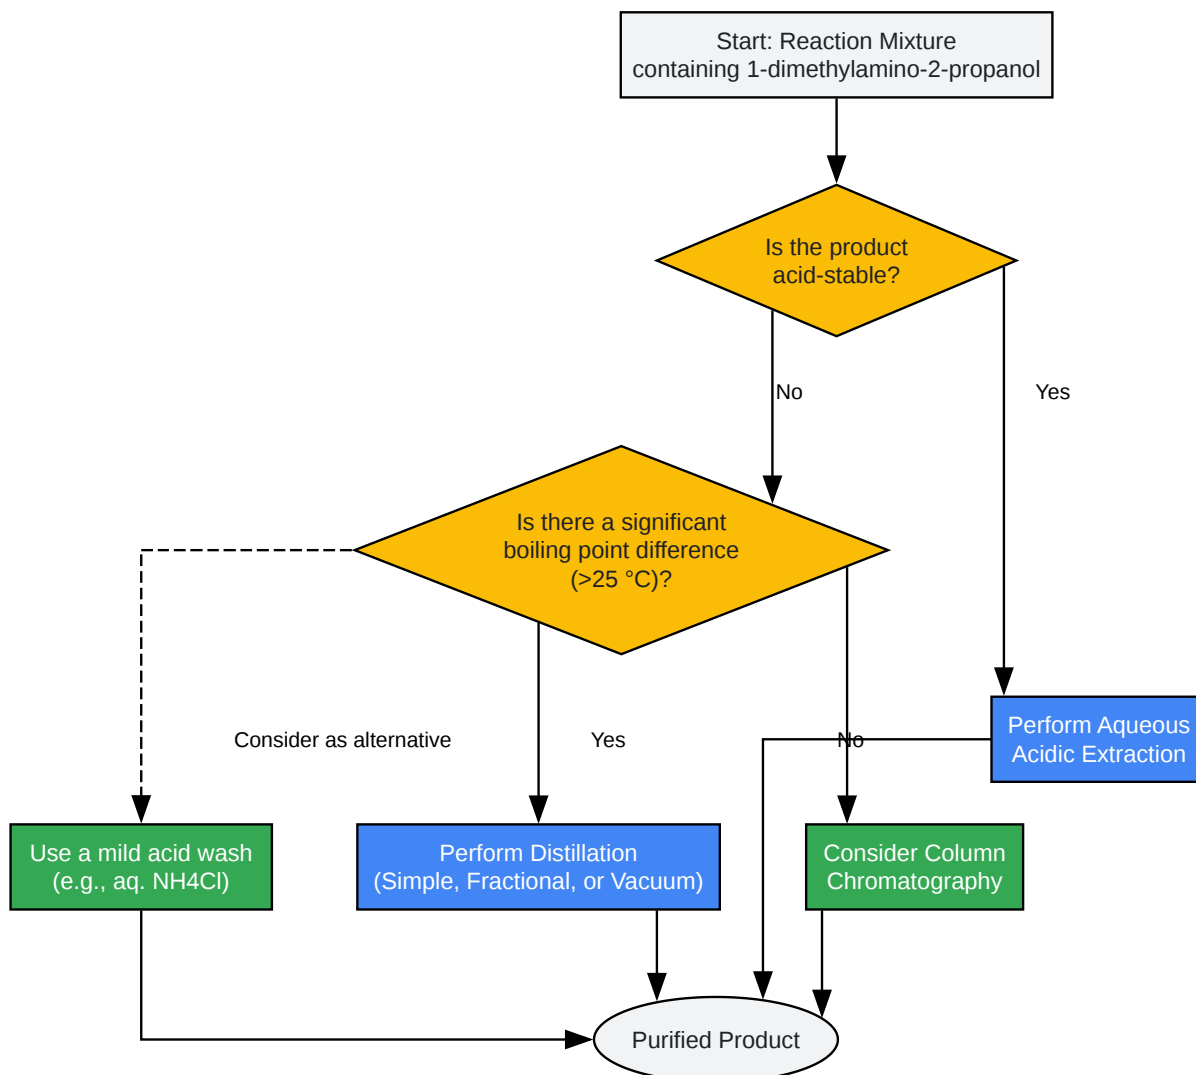 Start: Reaction Mixture
containing 1-dimethylamino-2-propanol
Is the product
acid-stable?
No
Yes
Is there a significant
boiling point difference
(>25 °C)?
Consider as alternative
Yes
No
Perform Aqueous
Acidic Extraction
Use a mild acid wash
(e.g., aq. NH4Cl)
Perform Distillation
(Simple, Fractional, or Vacuum)
Consider Column
Chromatography
Purified Product